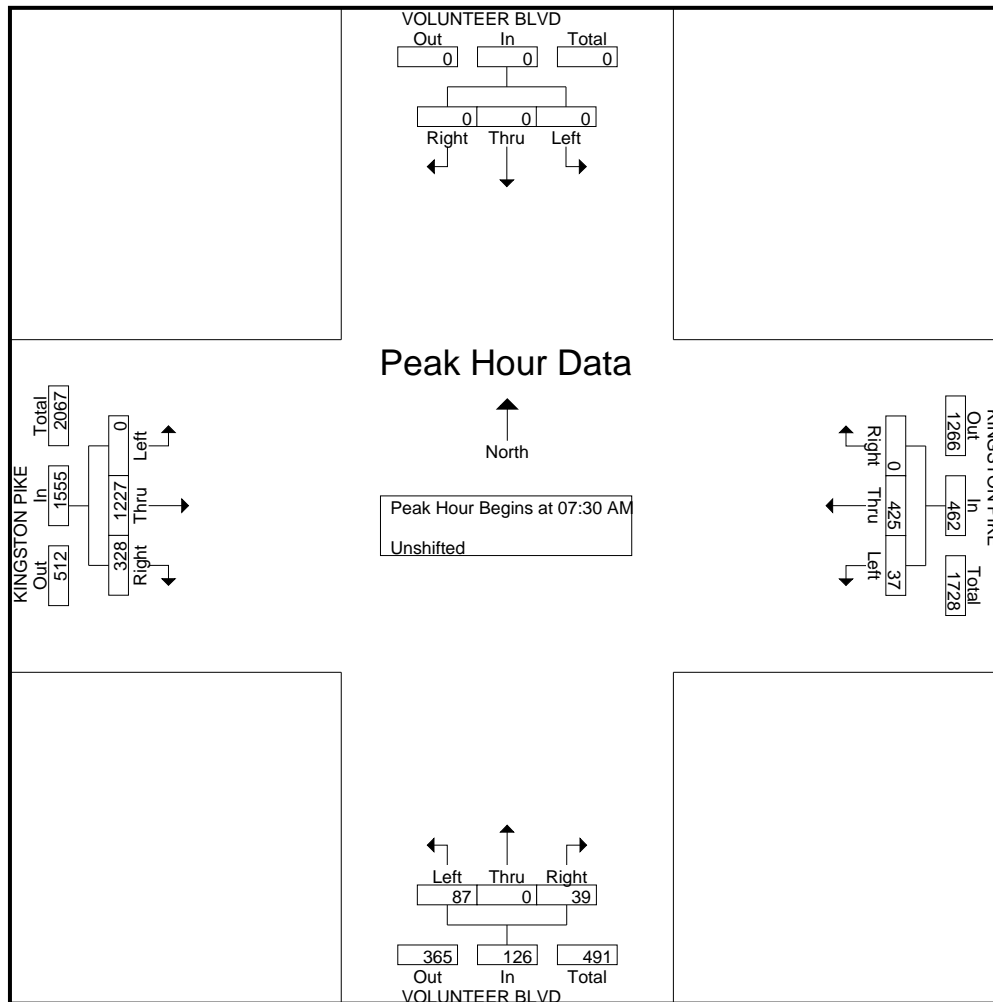 VOLUNTEER BLVD
Out In Total
0 0 0
0 0 0
Right Thru Left
Peak Hour Data
North
Peak Hour Begins at 07:30 AM
Unshifted
KINGSTON PIKE
Out In Total
512 1555 2067
Left Thru Right
0 1227 328
KINGSTON PIKE
Out In Total
1266 462 1728
Right Thru Left
0 425 37
Left Thru Right
87 0 39
365 126 491
Out In Total
VOLUNTEER BLVD